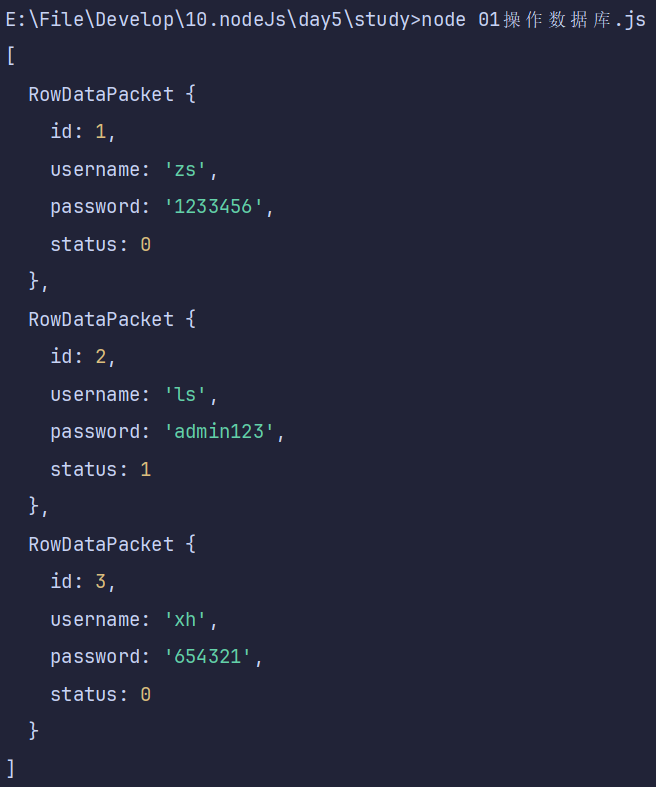 E:\File\Develop\10.nodeJs\day5\study>node 01操作数据库.js
[
  RowDataPacket {
    id: 1,
    username: 'zs',
    password: '1233456',
    status: 0
  },
  RowDataPacket {
    id: 2,
    username: 'ls',
    password: 'admin123',
    status: 1
  },
  RowDataPacket {
    id: 3,
    username: 'xh',
    password: '654321',
    status: 0
  }
]